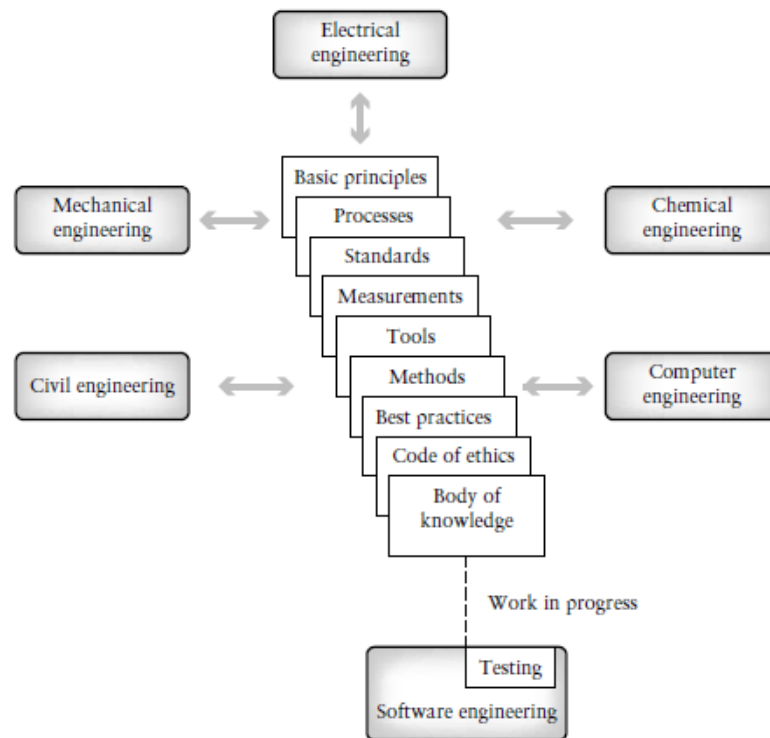 Electrical
engineering
Basic principles
Mechanical
engineering
Processes
Chemical
engineering
Standards
Measurements
Tools
Civil engineering
Methods
Computer
engineering
Best practices
Code of ethics
Body of
knowledge
Work in progress
Testing
Software engineering